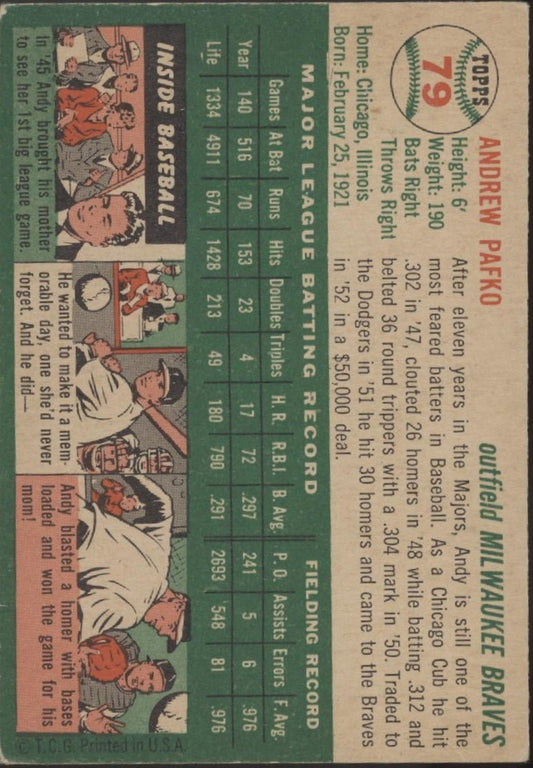 TOPPS
79
ANDREW PAFKO
outfield MILWAUKEE BRAVES
Height: 6'
Weight: 190
Bats Right
Throws Right
Home: Chicago, Illinois
Born: February 25, 1921
After eleven years in the Majors, Andy is still one of the
most feared batters in Baseball. As a Chicago Cub he hit
.302 in '47, clouted 26 homers in '48 while batting .312 and
belted 36 round trippers with a .304 mark in '50. Traded to
the Dodgers in '51 he hit 30 homers and came to the Braves
in '52 in a $50,000 deal.
MAJOR LEAGUE BATTING RECORD FIELDING RECORD
Games At Bat Runs Hits Doubles Triples H. R. R.B.I. B. Avg. P. O. Assists Errors F. Avg.
Year 140 516 70 153 23 4 17 72 .297 241 5 6 .976
Life 1334 4911 674 1428 213 49 180 790 .291 2693 548 81 .976
INSIDE BASEBALL
In '45 Andy brought his mother
to see her 1st big league game.
He wanted to make it a mem-
orable day, one she'd never
forget. And he did—
Andy blasted a homer with bases
loaded and won the game for his
mom!
© T.C.G. Printed in U.S.A.